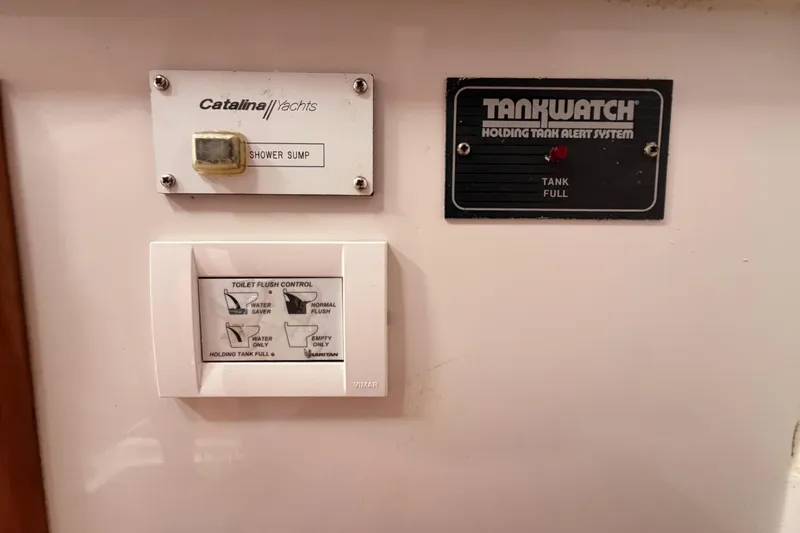 Catalina Yachts
SHOWER SUMP
TANKWATCH®
HOLDING TANK ALERT SYSTEM
TANK
FULL
TOILET FLUSH CONTROL
WATER
SAVER
NORMAL
FLUSH
WATER
ONLY
EMPTY
ONLY
HOLDING TANK FULL
RARITAN
VIMAR